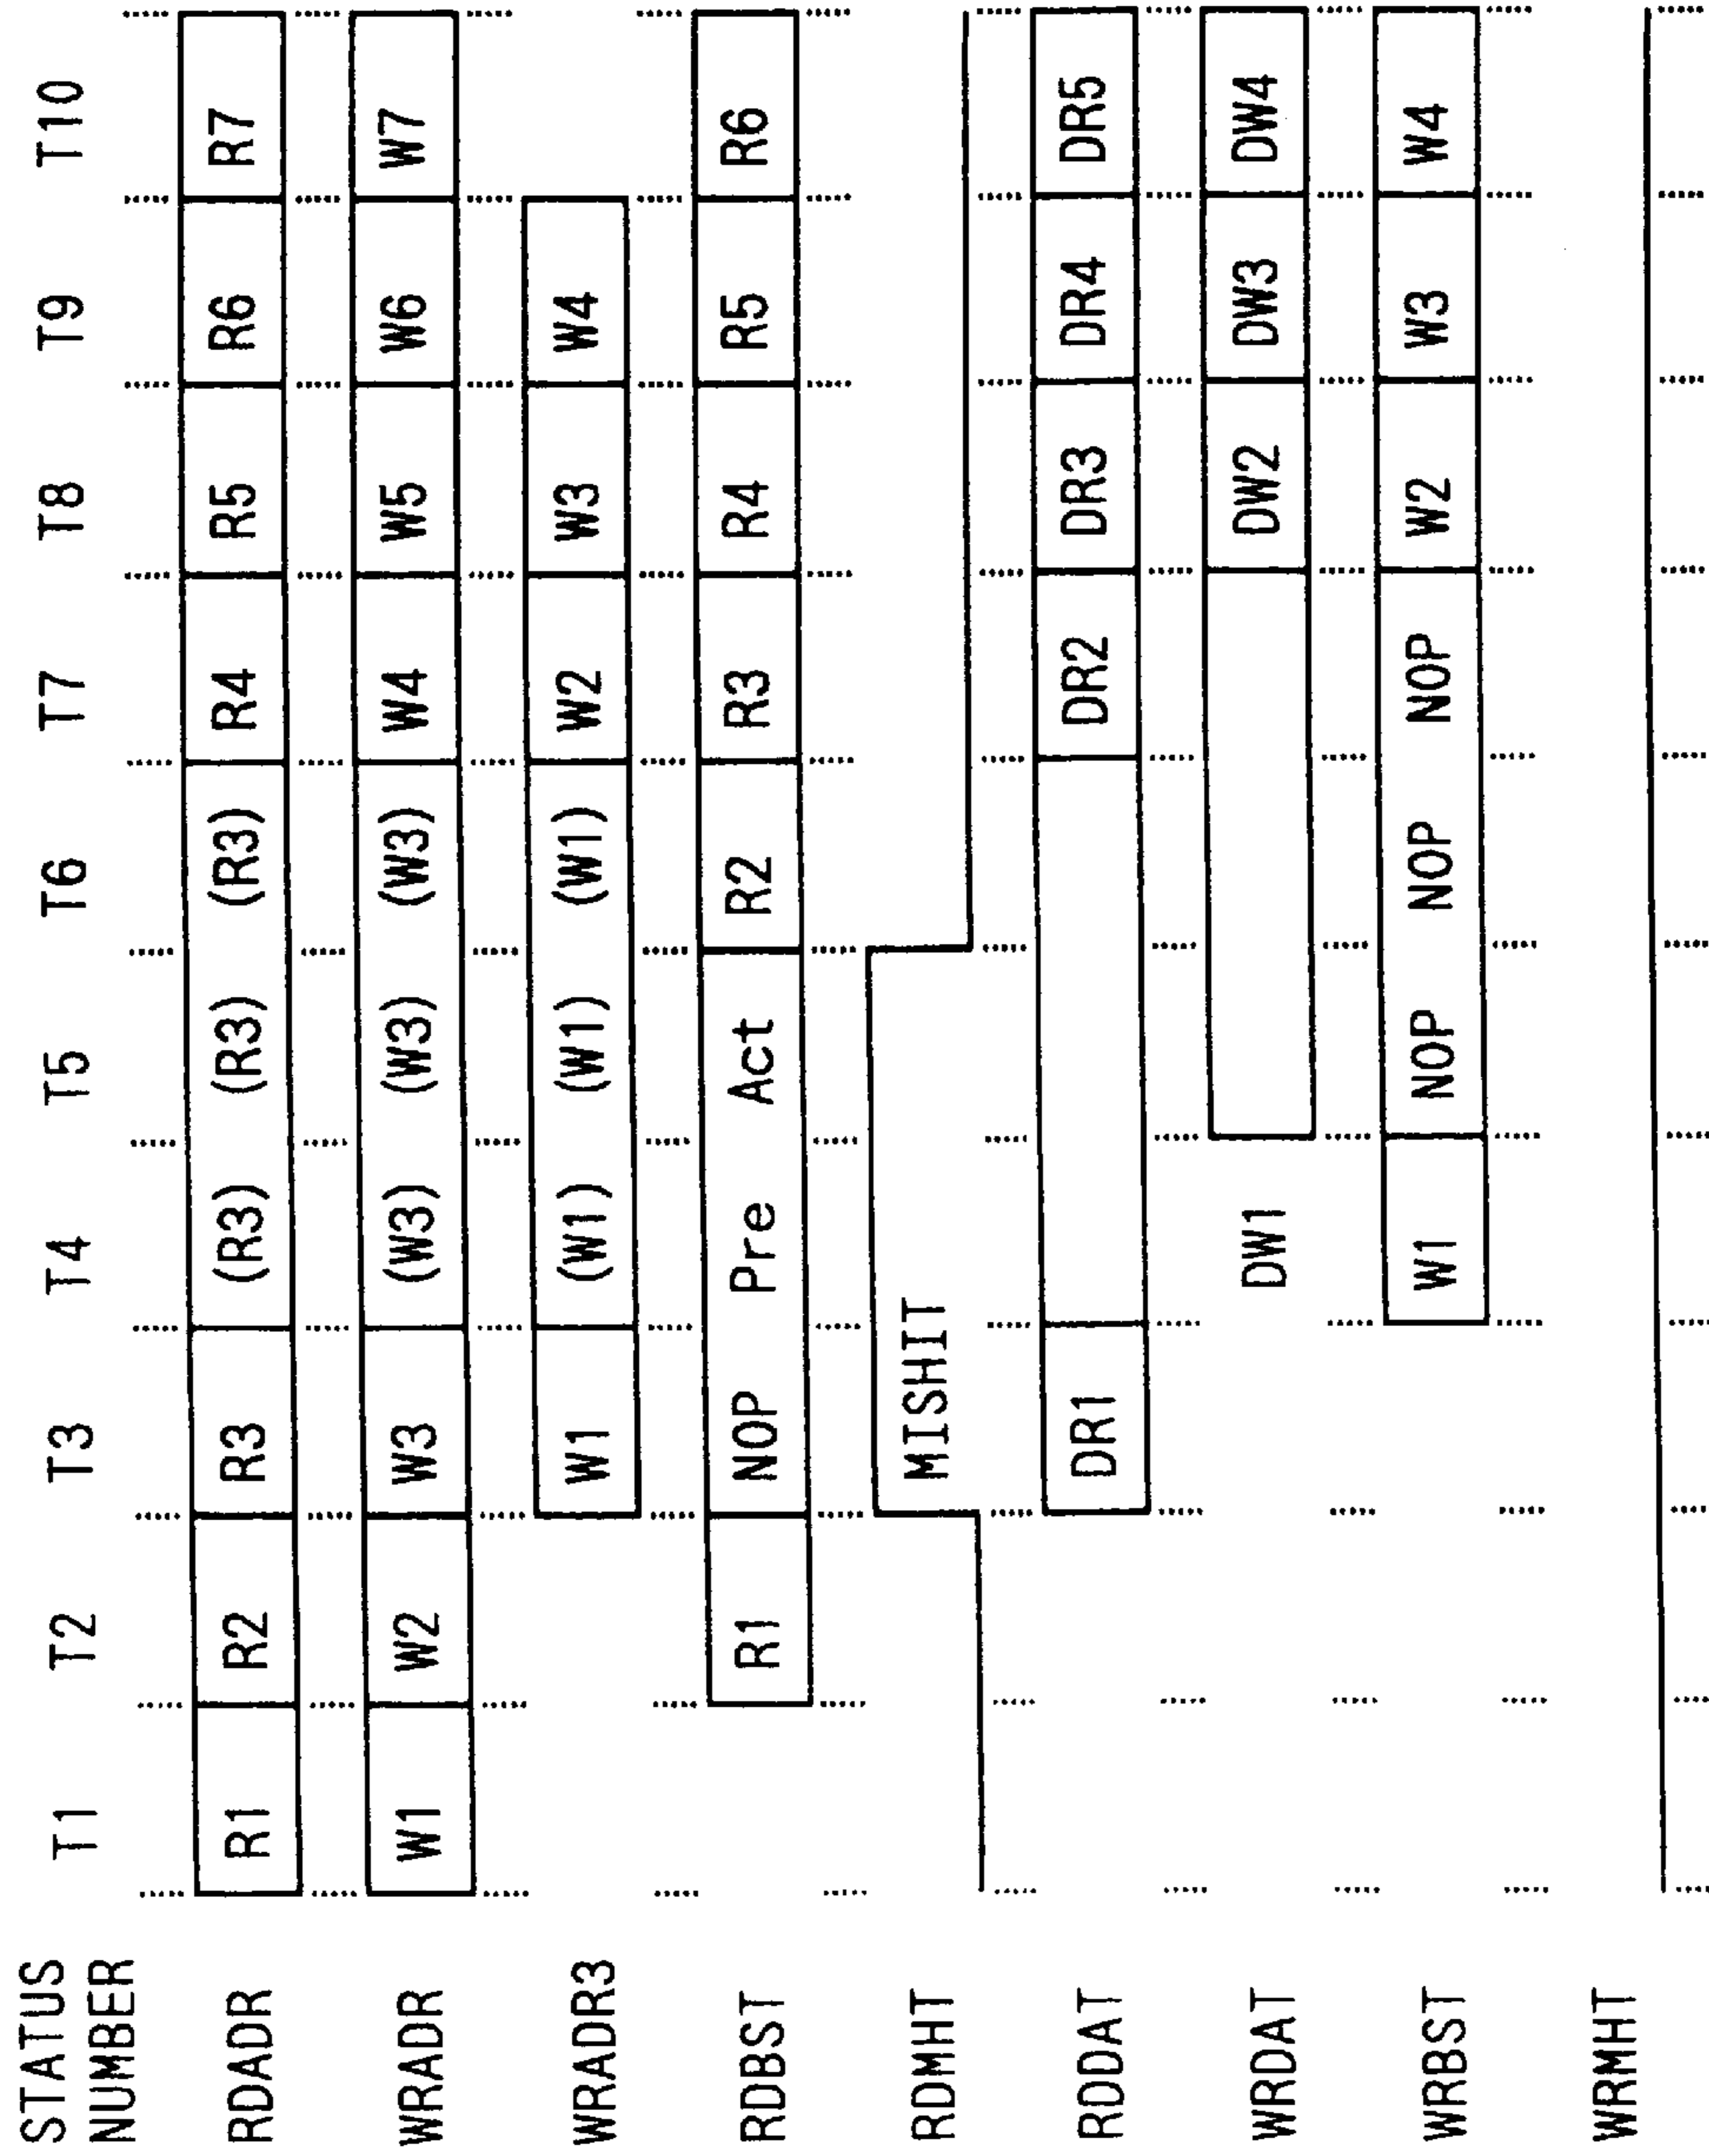 STATUS NUMBER T1 T2 T3 T4 T5 T6 T7 T8 T9 T10
RDADR R1 R2 R3 (R3) (R3) (R3) R4 R5 R6 R7
WRADR W1 W2 W3 (W3) (W3) (W3) W4 W5 W6 W7
WRADR3 W1 (W1) (W1) (W1) W2 W3 W4
RDBST R1 NOP Pre Act R2 R3 R4 R5 R6
RDMHT MISHIT
RDDAT DR1 DR2 DR3 DR4 DR5
WRDAT DW1 DW2 DW3 DW4
WRBST W1 NOP NOP NOP W2 W3 W4
WRMHT